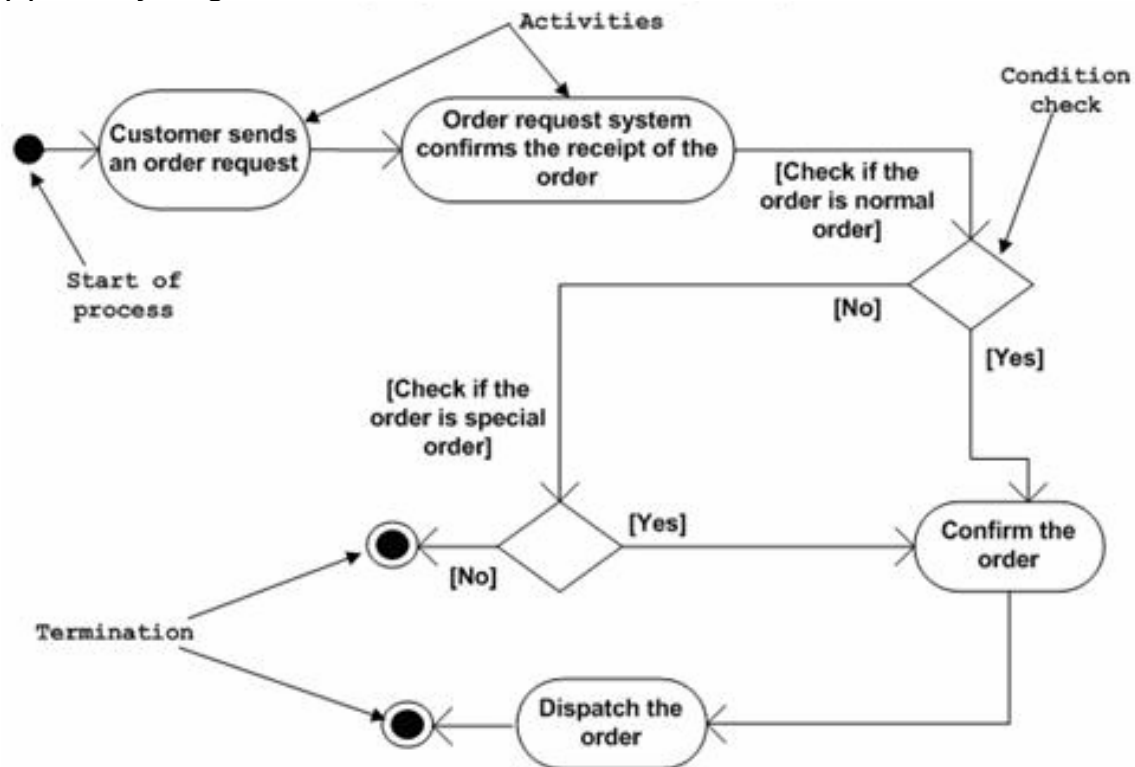 Activities
Condition
check
Customer sends
an order request
Order request system
confirms the receipt of the
order
[Check if the
order is normal
order]
Start of
process
[No]
[Yes]
[Check if the
order is special
order]
[Yes]
[No]
Confirm the
order
Termination
Dispatch the
order